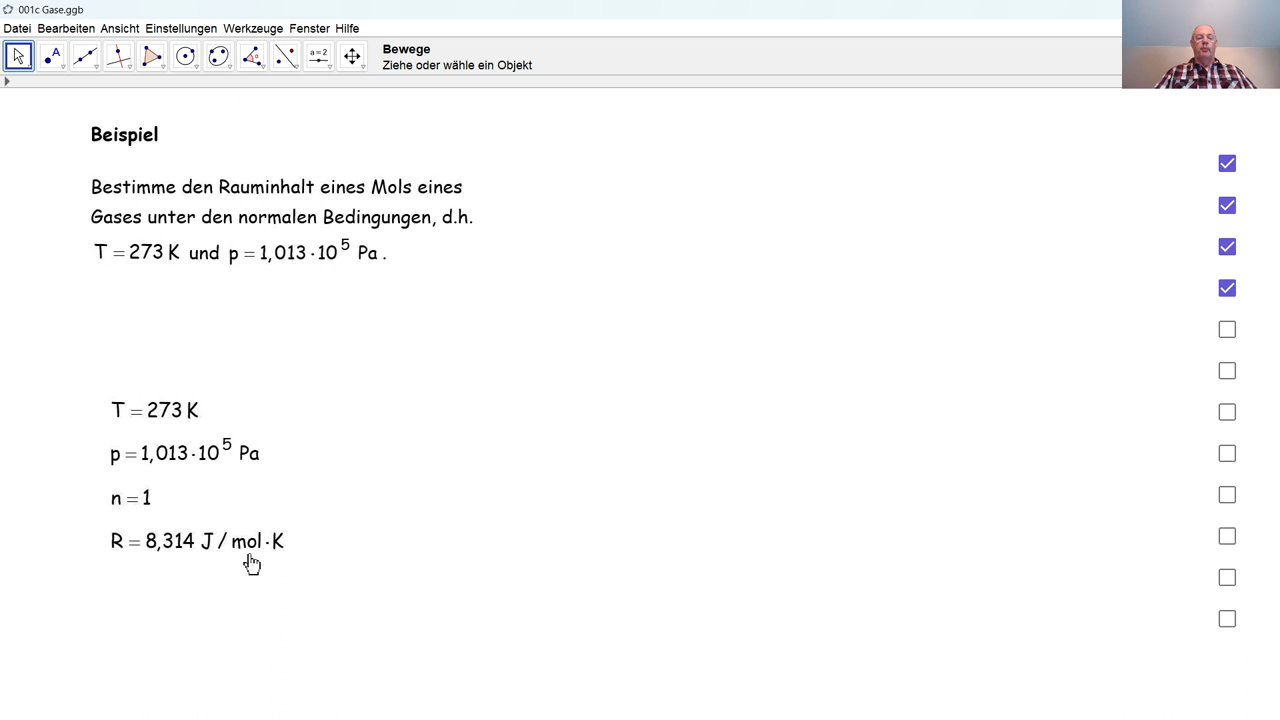 001c Gase.ggb
Datei Bearbeiten Ansicht Einstellungen Werkzeuge Fenster Hilfe
A
a=2
Bewege
Ziehe oder wähle ein Objekt
Beispiel
Bestimme den Rauminhalt eines Mols eines
Gases unter den normalen Bedingungen, d.h.
T = 273 K und p = 1,013 · 10⁵ Pa .
T = 273 K
p = 1,013 · 10⁵ Pa
n = 1
R = 8,314 J / mol · K